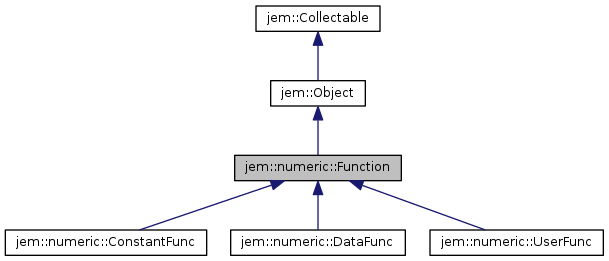 jem::Collectable
jem::Object
jem::numeric::Function
jem::numeric::ConstantFunc
jem::numeric::DataFunc
jem::numeric::UserFunc